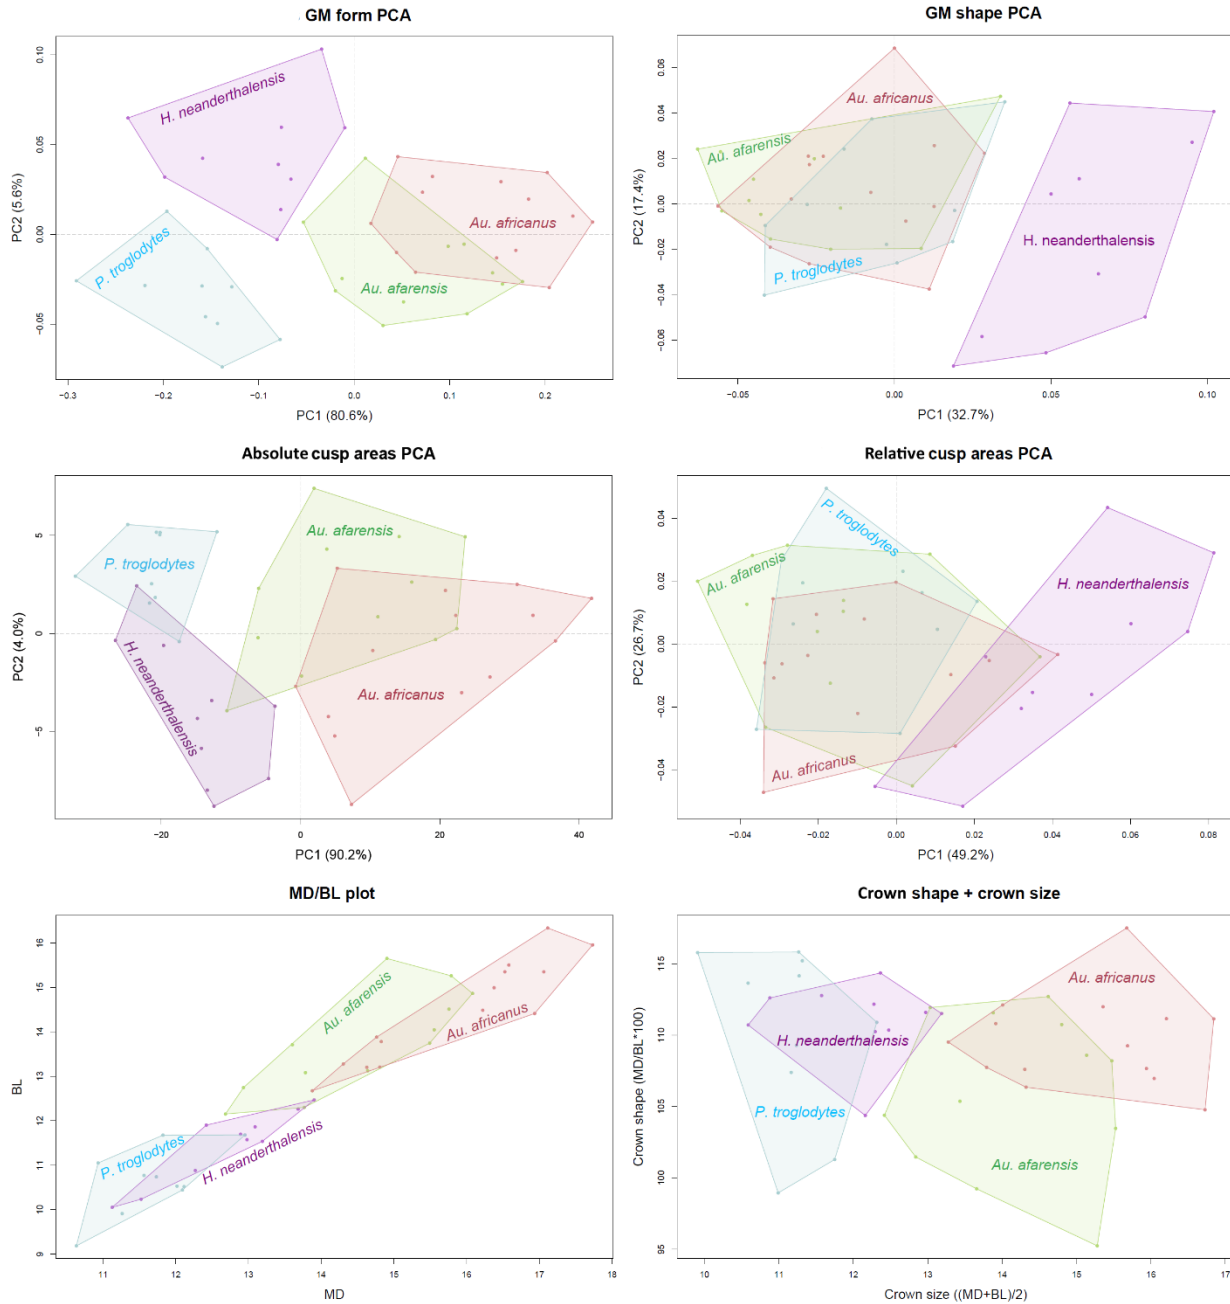 GM form PCA
0.10
0.05
0.00
−0.05
PC2 (5.6%)
H. neanderthalensis
P. troglodytes
Au. afarensis
Au. africanus
−0.3 −0.2 −0.1 0.0 0.1 0.2
PC1 (80.6%)
GM shape PCA
0.06
0.04
0.02
0.00
−0.02
−0.04
−0.06
PC2 (17.4%)
Au. africanus
Au. afarensis
H. neanderthalensis
P. troglodytes
−0.05 0.00 0.05 0.10
PC1 (32.7%)
Absolute cusp areas PCA
5
0
−5
PC2 (4.0%)
Au. afarensis
P. troglodytes
H. neanderthalensis
Au. africanus
−20 0 20 40
PC1 (90.2%)
Relative cusp areas PCA
0.04
0.02
0.00
−0.02
−0.04
PC2 (26.7%)
P. troglodytes
Au. afarensis
H. neanderthalensis
Au. africanus
−0.04 −0.02 0.00 0.02 0.04 0.06 0.08
PC1 (49.2%)
MD/BL plot
16
15
14
13
12
11
10
9
BL
Au. afarensis
Au. africanus
P. troglodytes
H. neanderthalensis
11 12 13 14 15 16 17 18
MD
Crown shape + crown size
115
110
105
100
95
Crown shape (MD/BL*100)
Au. africanus
H. neanderthalensis
P. troglodytes
Au. afarensis
10 11 12 13 14 15 16 17
Crown size ((MD+BL)/2)